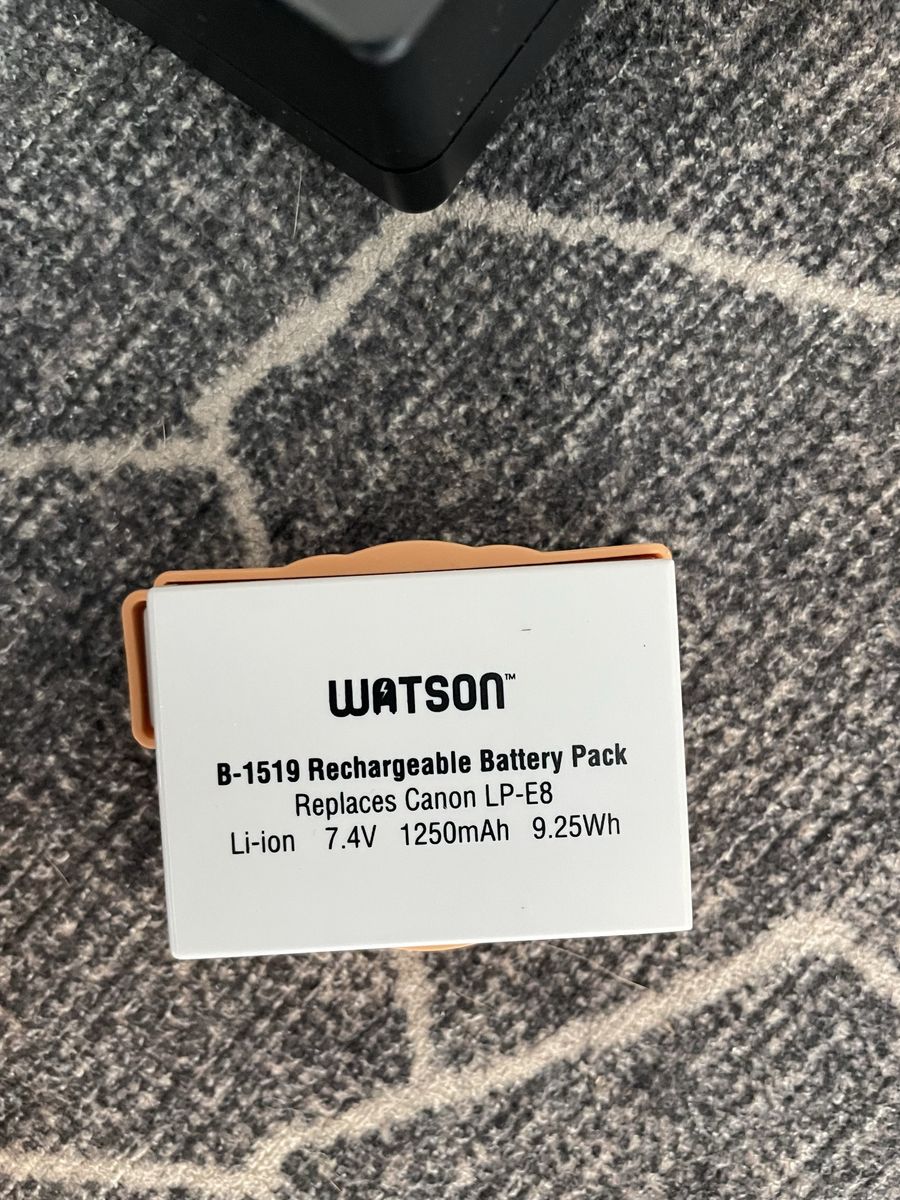 WATSON™
B-1519 Rechargeable Battery Pack
Replaces Canon LP-E8
Li-ion 7.4V 1250mAh 9.25Wh